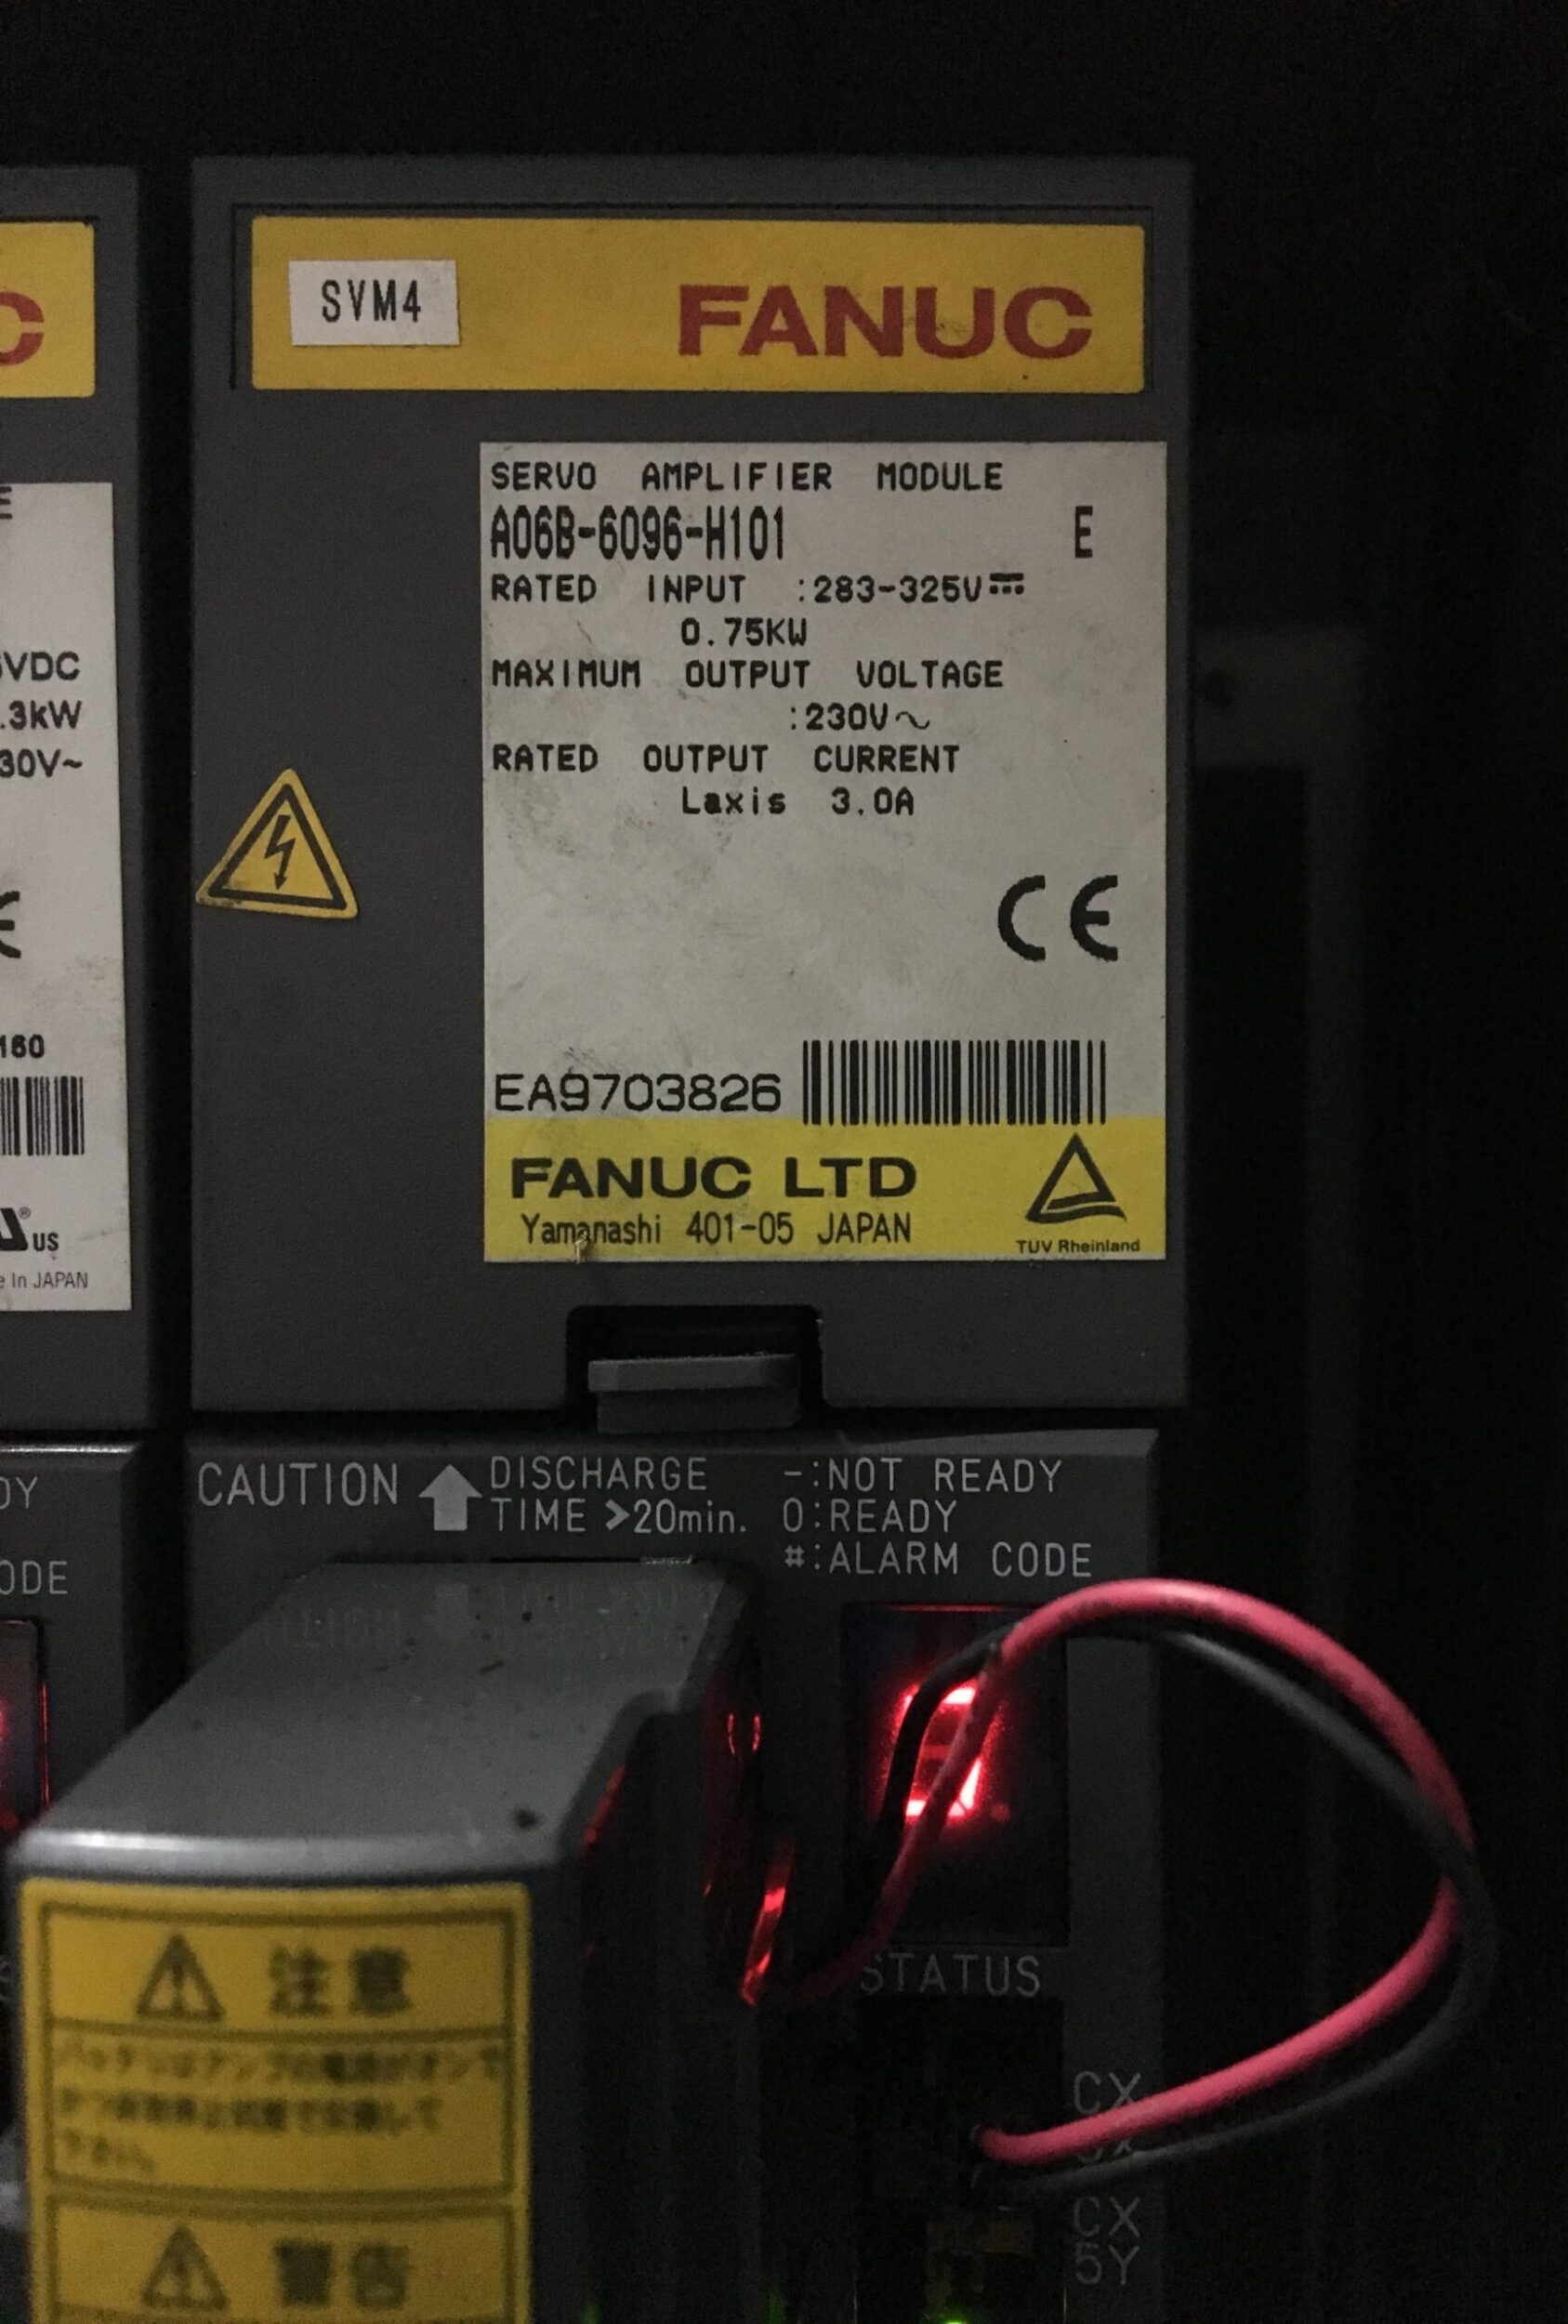 SVM4
FANUC
SERVO AMPLIFIER MODULE
A06B-6096-H101 E
RATED INPUT :283-325V⎓
0.75KW
MAXIMUM OUTPUT VOLTAGE
:230V~
RATED OUTPUT CURRENT
Laxis 3.0A
CE
EA9703826
FANUC LTD
Yamanashi 401-05 JAPAN
TUV Rheinland
C
E
VDC
.3kW
30V~
E
160
US
In JAPAN
DY
ODE
CAUTION ⬆ DISCHARGE
TIME >20min.
-:NOT READY
0:READY
#:ALARM CODE
STATUS
CX
CX
5Y
注意
警告